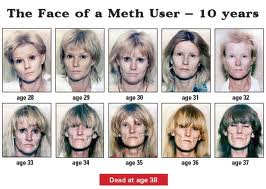 The Face of a Meth User – 10 years
age 28 age 29 age 30 age 31 age 32
age 33 age 34 age 35 age 36 age 37
Dead at age 38